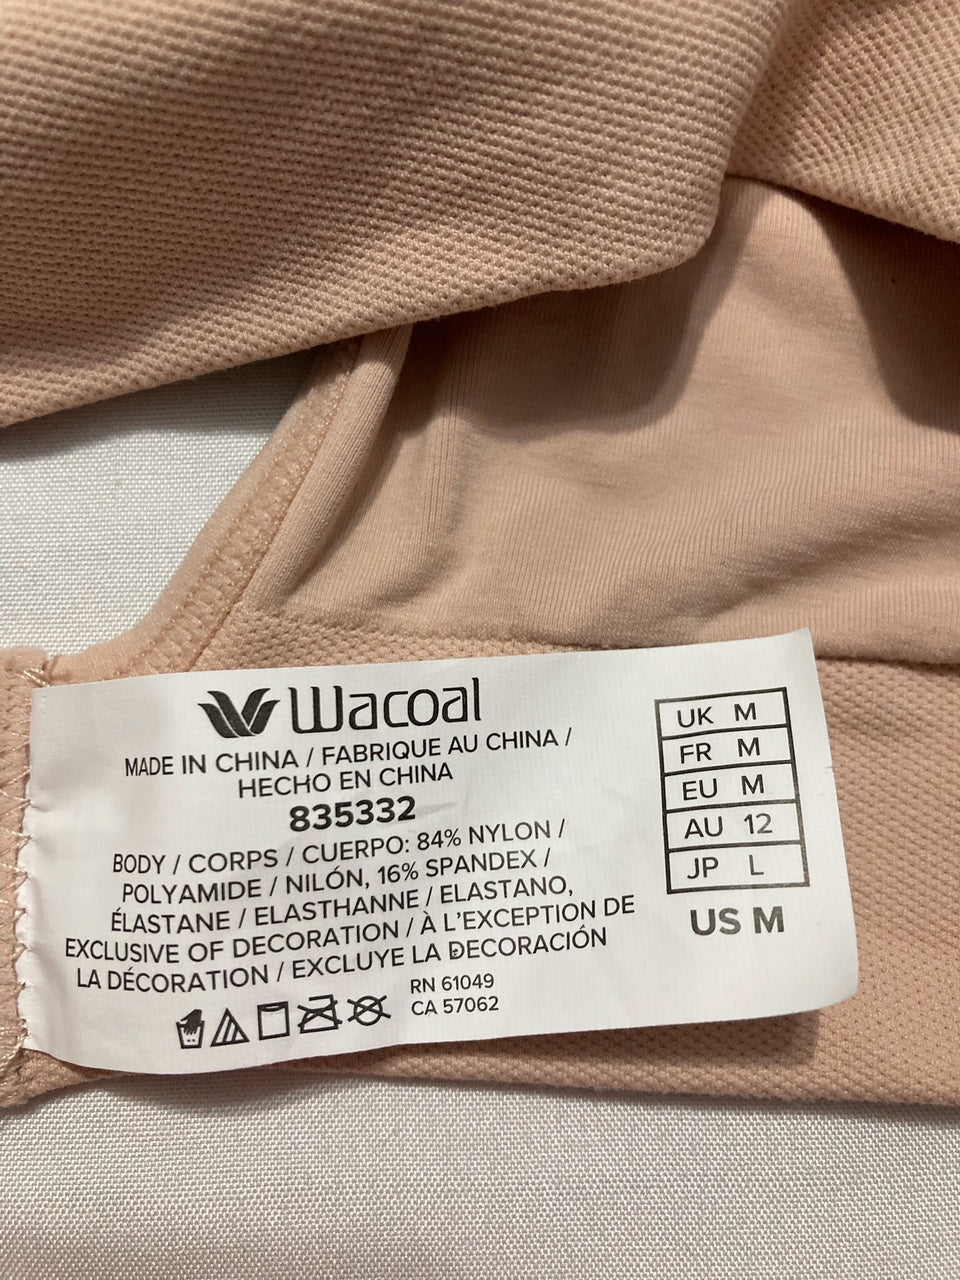 Wacoal
MADE IN CHINA / FABRIQUE AU CHINA /
HECHO EN CHINA
835332
BODY / CORPS / CUERPO: 84% NYLON /
POLYAMIDE / NILÓN, 16% SPANDEX /
ÉLASTANE / ELASTHANNE / ELASTANO,
EXCLUSIVE OF DECORATION / À L'EXCEPTION DE
LA DÉCORATION / EXCLUYE LA DECORACIÓN
RN 61049
CA 57062
UK M
FR M
EU M
AU 12
JP L
US M